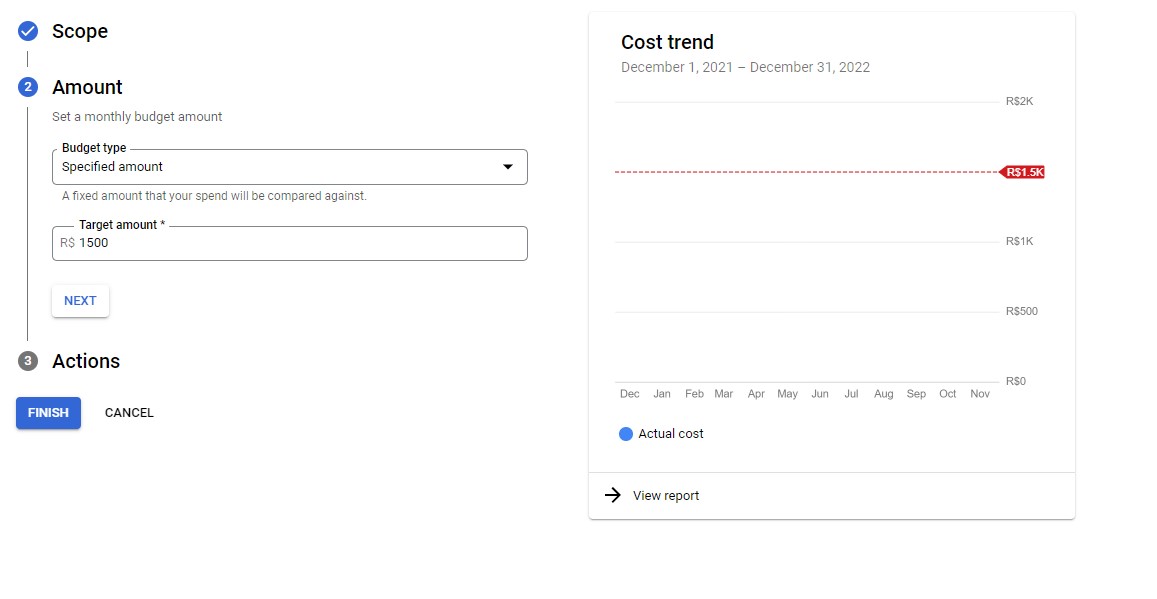 Scope
2 Amount
Set a monthly budget amount
Budget type
Specified amount
A fixed amount that your spend will be compared against.
Target amount *
R$ 1500
NEXT
3 Actions
FINISH CANCEL
Cost trend
December 1, 2021 – December 31, 2022
R$2K
R$1.5K
R$1K
R$500
R$0
Dec Jan Feb Mar Apr May Jun Jul Aug Sep Oct Nov
Actual cost
View report